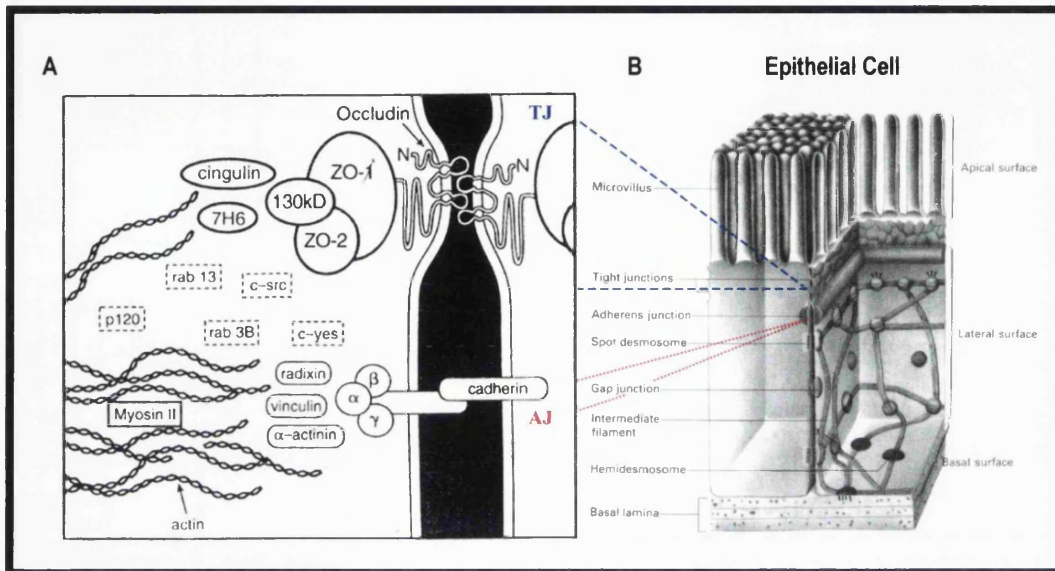 A
B
Epithelial Cell
Occludin
TJ
N
N
cingulin
ZO-1
130kD
7H6
ZO-2
rab 13
c-src
p120
rab 3B
c-yes
radixin
β
α
γ
cadherin
vinculin
Myosin II
α-actinin
AJ
actin
Microvillus
Apical surface
Tight junctions
Adherens junction
Lateral surface
Spot desmosome
Gap junction
Intermediate
filament
Hemidesmosome
Basal surface
Basal lamina